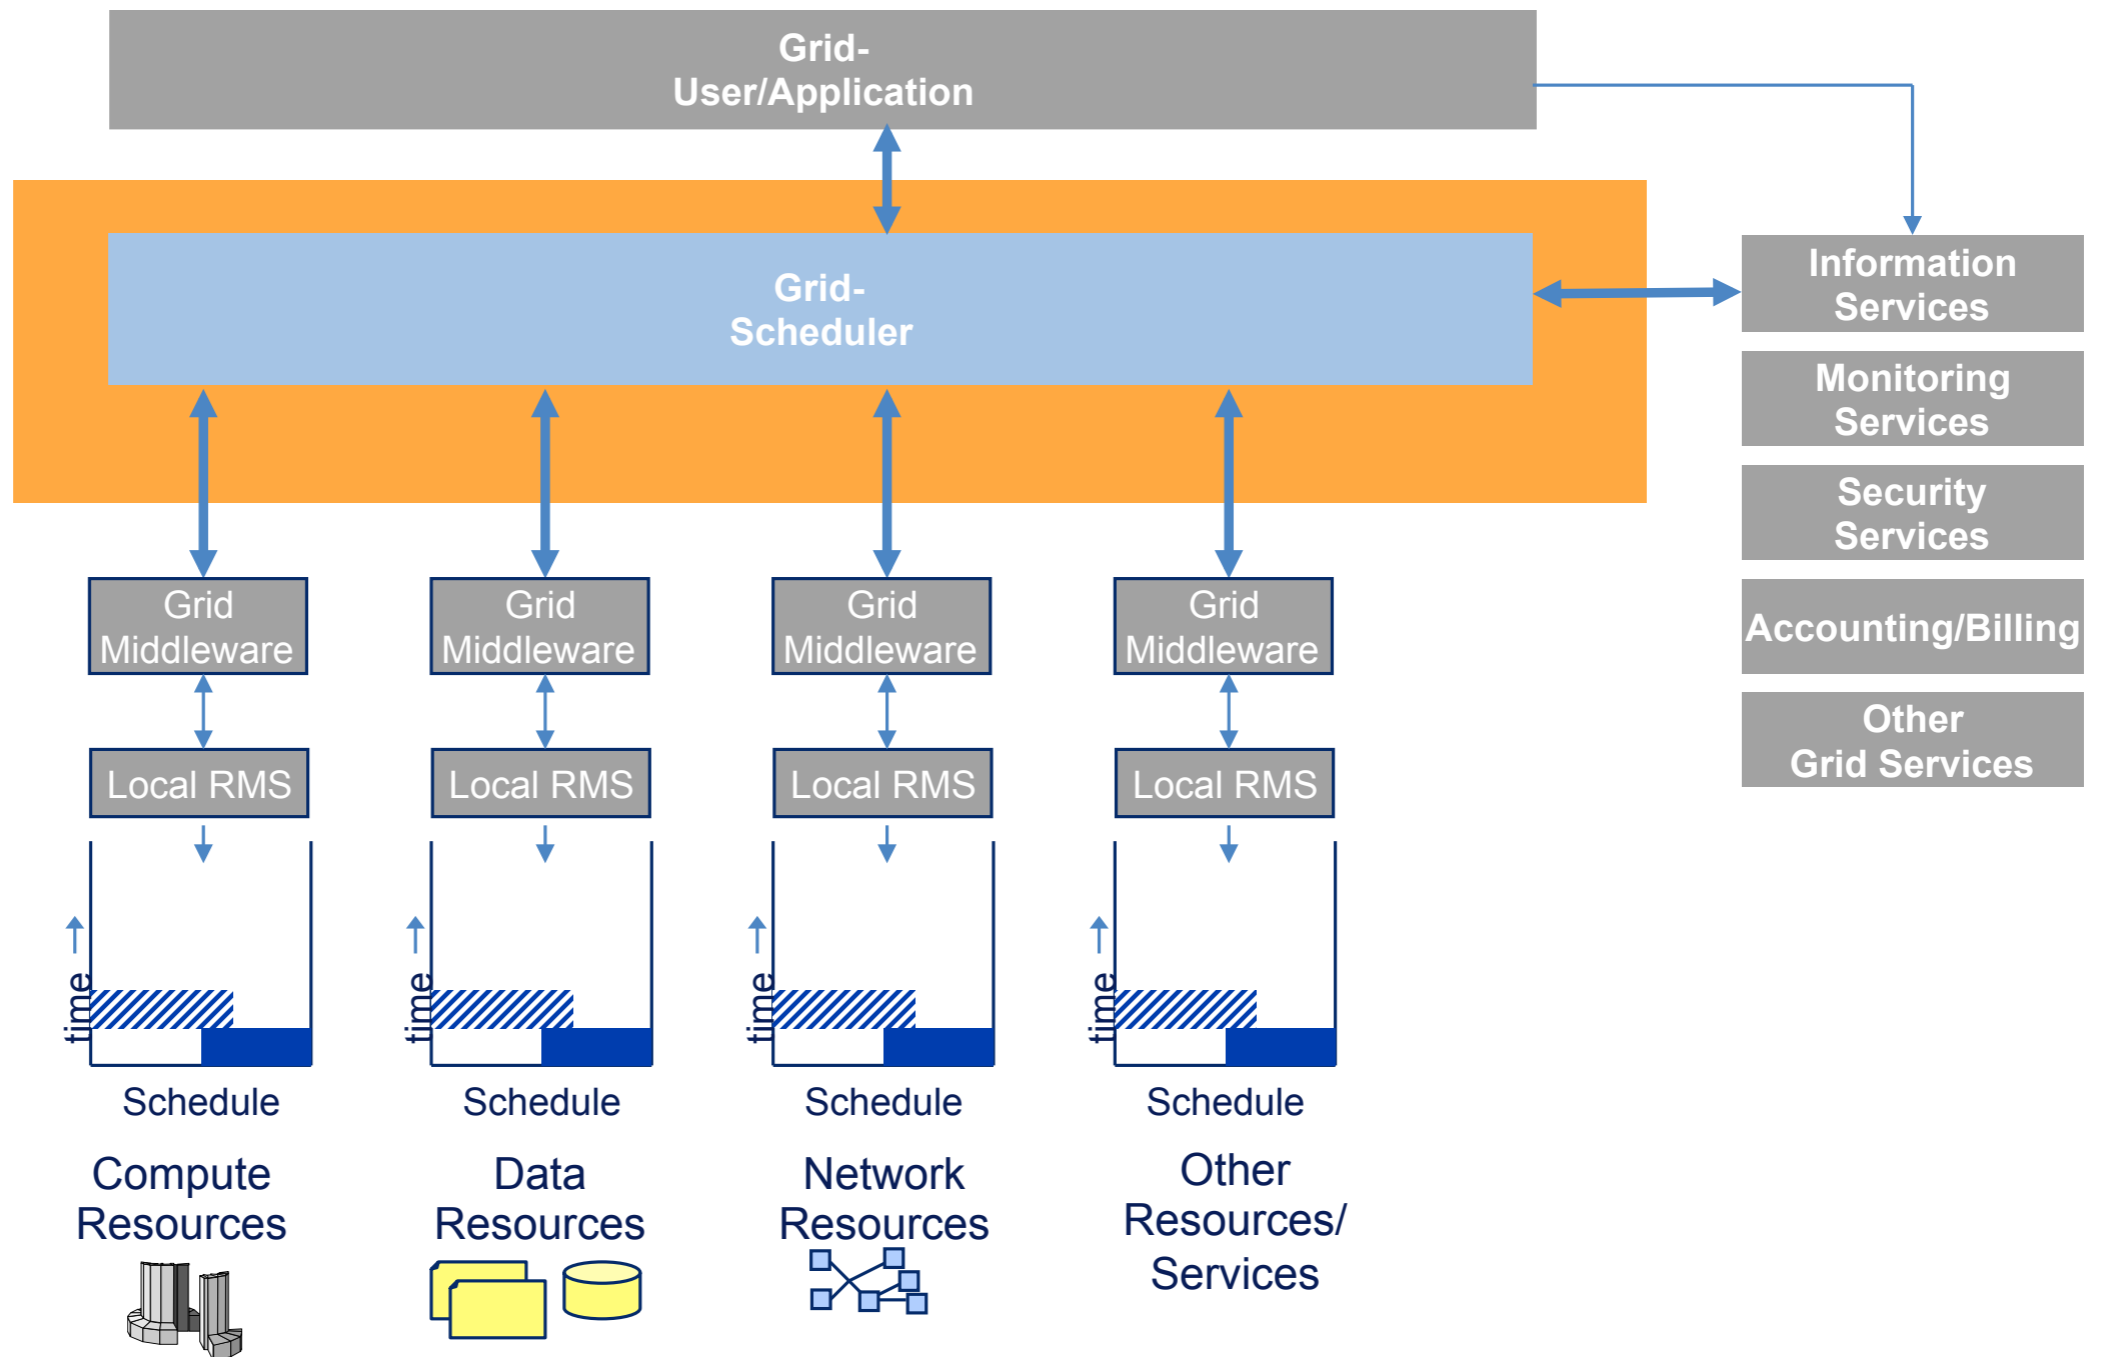 Grid-
User/Application
Grid-
Scheduler
Information
Services
Monitoring
Services
Security
Services
Accounting/Billing
Other
Grid Services
Grid
Middleware
Grid
Middleware
Grid
Middleware
Grid
Middleware
Local RMS
Local RMS
Local RMS
Local RMS
time
time
time
time
Schedule
Schedule
Schedule
Schedule
Compute
Resources
Data
Resources
Network
Resources
Other
Resources/
Services